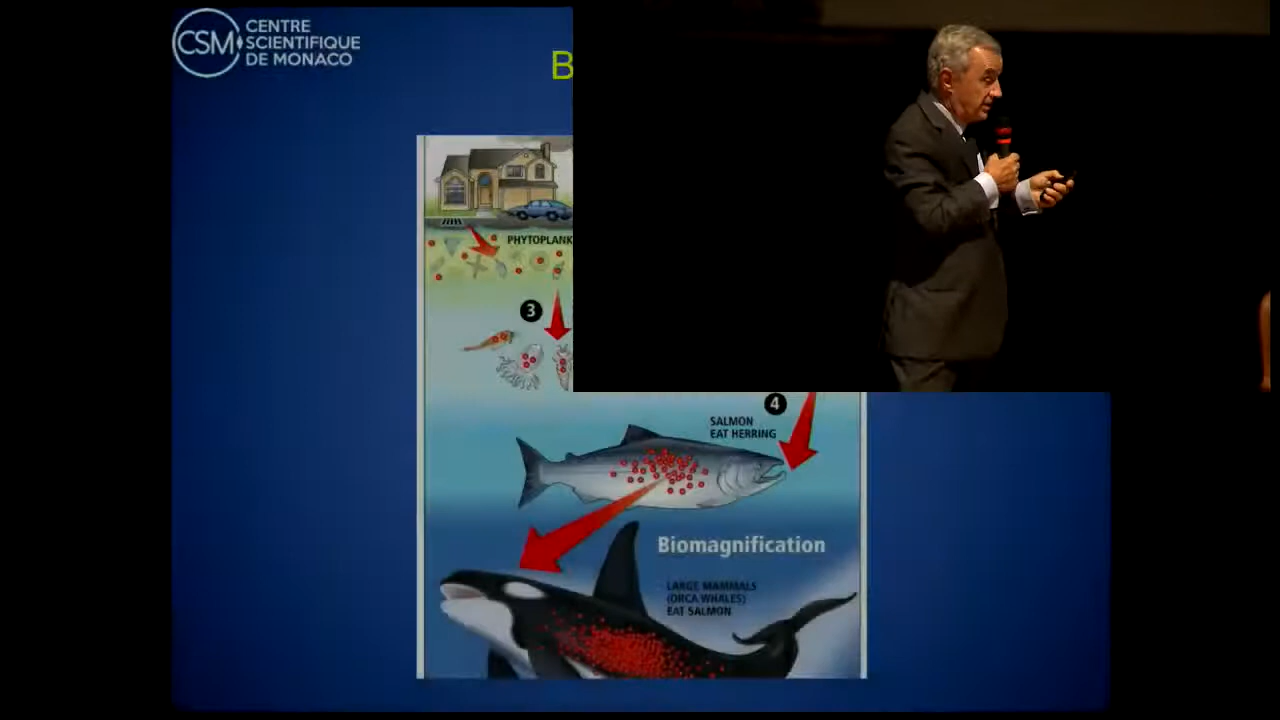 CSM
CENTRE
SCIENTIFIQUE
DE MONACO
B
PHYTOPLANK
3
4
SALMON
EAT HERRING
Biomagnification
LARGE MAMMALS
(ORCA WHALES)
EAT SALMON